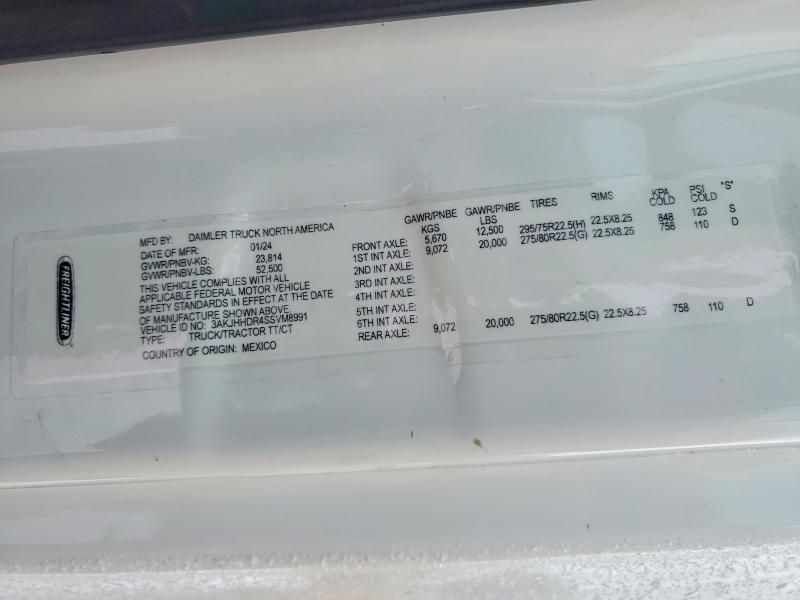 FREIGHTLINER
MFD BY: DAIMLER TRUCK NORTH AMERICA
DATE OF MFR: 01/24
GVWR/PNBV-KG: 23,814
GVWR/PNBV-LBS: 52,500
THIS VEHICLE COMPLIES WITH ALL
APPLICABLE FEDERAL MOTOR VEHICLE
SAFETY STANDARDS IN EFFECT AT THE DATE
OF MANUFACTURE SHOWN ABOVE.
VEHICLE ID NO: 3AKJHHDR4SSVM8991
TYPE: TRUCK/TRACTOR TT/CT
COUNTRY OF ORIGIN: MEXICO
GAWR/PNBE KGS GAWR/PNBE LBS TIRES RIMS KPA COLD PSI COLD "S"
FRONT AXLE: 5,670 12,500 295/75R22.5(H) 22.5X8.25 848 123 S
1ST INT AXLE: 9,072 20,000 275/80R22.5(G) 22.5X8.25 758 110 D
2ND INT AXLE:
3RD INT AXLE:
4TH INT AXLE:
5TH INT AXLE:
6TH INT AXLE:
REAR AXLE: 9,072 20,000 275/80R22.5(G) 22.5X8.25 758 110 D